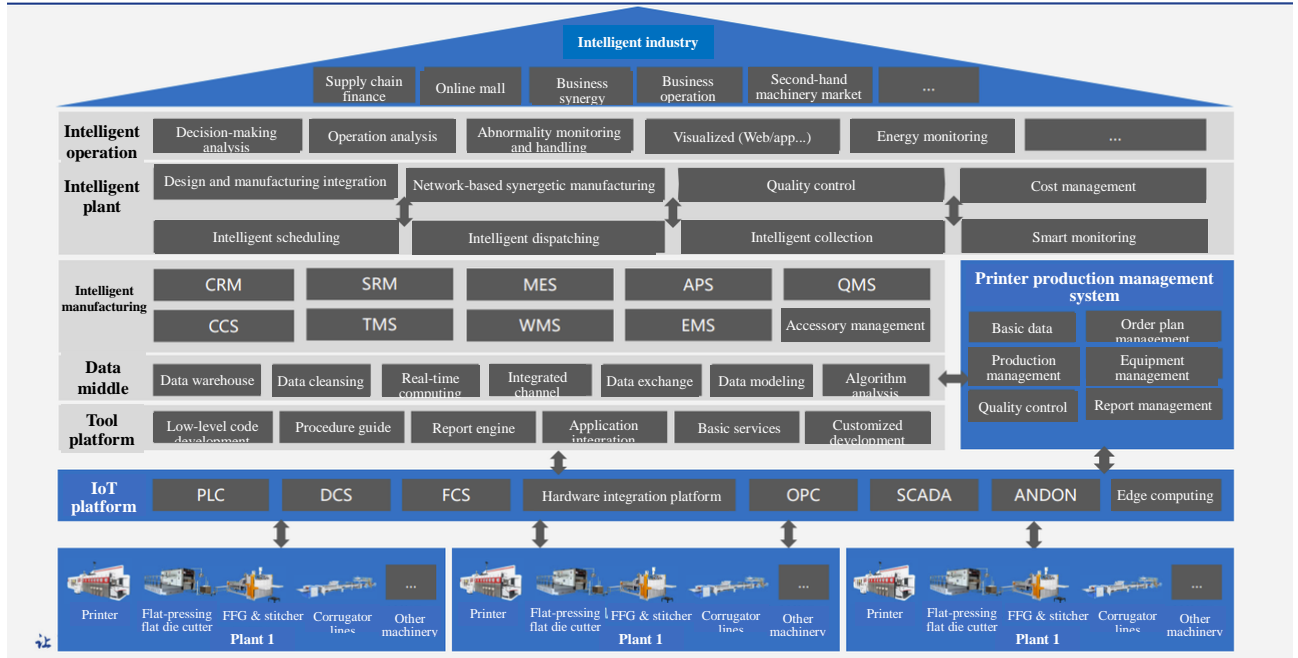 Intelligent industry
Supply chain
finance
Online mall
Business
synergy
Business
operation
Second-hand
machinery market
...
Intelligent
operation
Decision-making
analysis
Operation analysis
Abnormality monitoring
and handling
Visualized (Web/app...)
Energy monitoring
...
Intelligent
plant
Design and manufacturing integration
Network-based synergetic manufacturing
Quality control
Cost management
Intelligent scheduling
Intelligent dispatching
Intelligent collection
Smart monitoring
Intelligent
manufacturing
CRM
SRM
MES
APS
QMS
CCS
TMS
WMS
EMS
Accessory management
Printer production management
system
Basic data
Order plan
management
Production
management
Equipment
management
Quality control
Report management
Data
middle
Data warehouse
Data cleansing
Real-time
computing
Integrated
channel
Data exchange
Data modeling
Algorithm
analysis
Tool
platform
Low-level code
development
Procedure guide
Report engine
Application
integration
Basic services
Customized
development
IoT
platform
PLC
DCS
FCS
Hardware integration platform
OPC
SCADA
ANDON
Edge computing
Printer
Flat-pressing
flat die cutter
FFG & stitcher
Corrugator
lines
...
Other
machinery
Plant 1
Printer
Flat-pressing
flat die cutter
FFG & stitcher
Corrugator
lines
...
Other
machinery
Plant 1
Printer
Flat-pressing
flat die cutter
FFG & stitcher
Corrugator
lines
...
Other
machinery
Plant 1
让